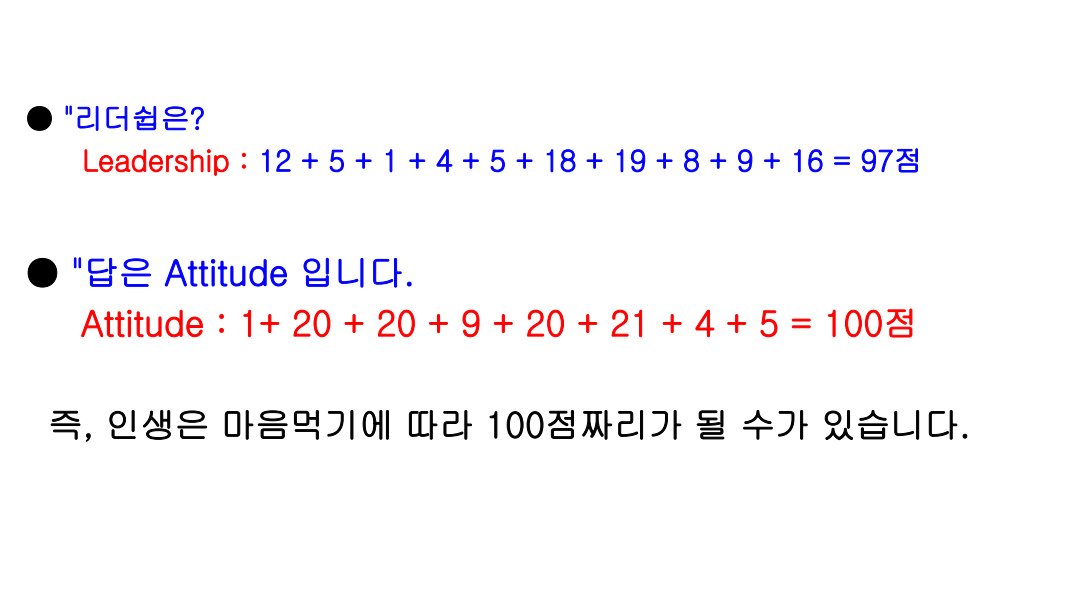 ● "리더쉽은?
Leadership : 12 + 5 + 1 + 4 + 5 + 18 + 19 + 8 + 9 + 16 = 97점
● "답은 Attitude 입니다.
Attitude : 1+ 20 + 20 + 9 + 20 + 21 + 4 + 5 = 100점
즉, 인생은 마음먹기에 따라 100점짜리가 될 수가 있습니다.